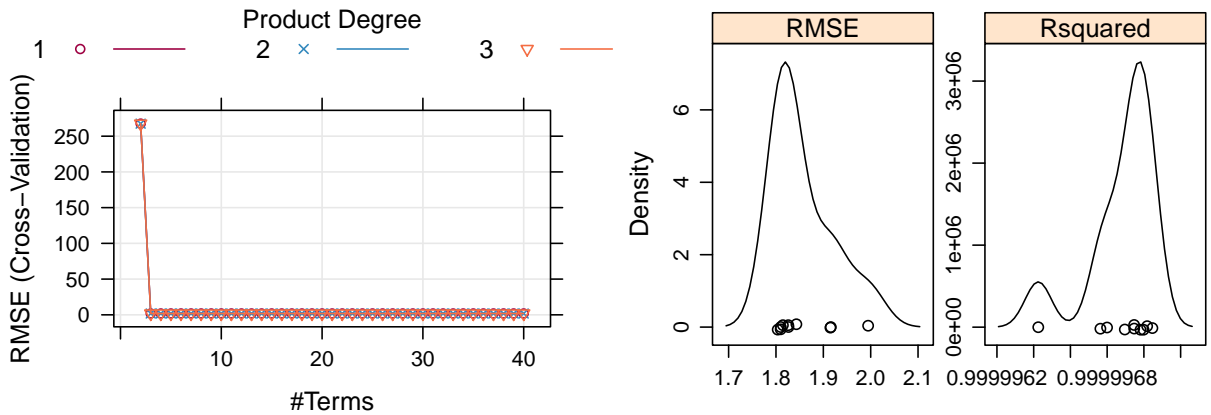 Product Degree
1 2 3
RMSE (Cross−Validation)
250
200
150
100
50
0
10 20 30 40
#Terms
RMSE
Density
6
4
2
0
1.7 1.8 1.9 2.0 2.1
Rsquared
3e+06
2e+06
1e+06
0e+00
0.9999962 0.9999968